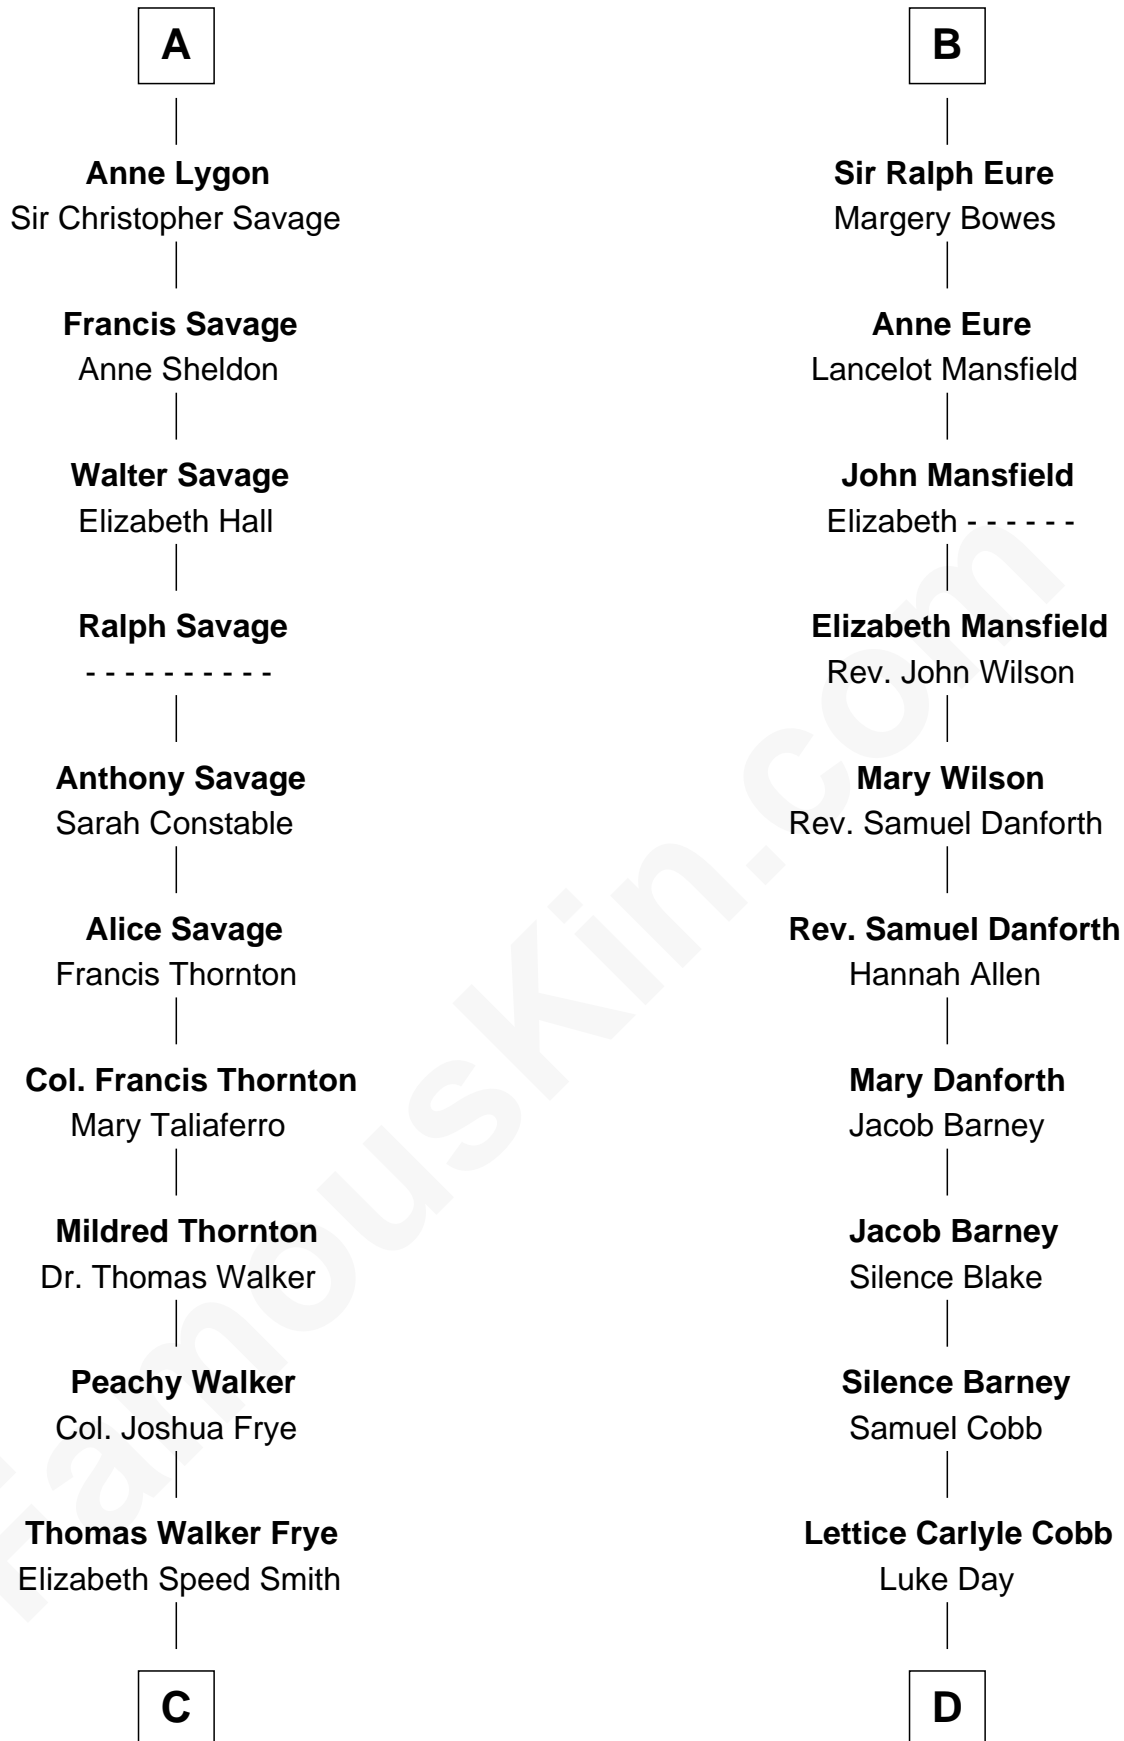 A
Anne Lygon
Sir Christopher Savage
Francis Savage
Anne Sheldon
Walter Savage
Elizabeth Hall
Ralph Savage
- - - - - - - - - -
Anthony Savage
Sarah Constable
Alice Savage
Francis Thornton
Col. Francis Thornton
Mary Taliaferro
Mildred Thornton
Dr. Thomas Walker
Peachy Walker
Col. Joshua Frye
Thomas Walker Frye
Elizabeth Speed Smith
C
B
Sir Ralph Eure
Margery Bowes
Anne Eure
Lancelot Mansfield
John Mansfield
Elizabeth - - - - - -
Elizabeth Mansfield
Rev. John Wilson
Mary Wilson
Rev. Samuel Danforth
Rev. Samuel Danforth
Hannah Allen
Mary Danforth
Jacob Barney
Jacob Barney
Silence Blake
Silence Barney
Samuel Cobb
Lettice Carlyle Cobb
Luke Day
D
FamousKin.com